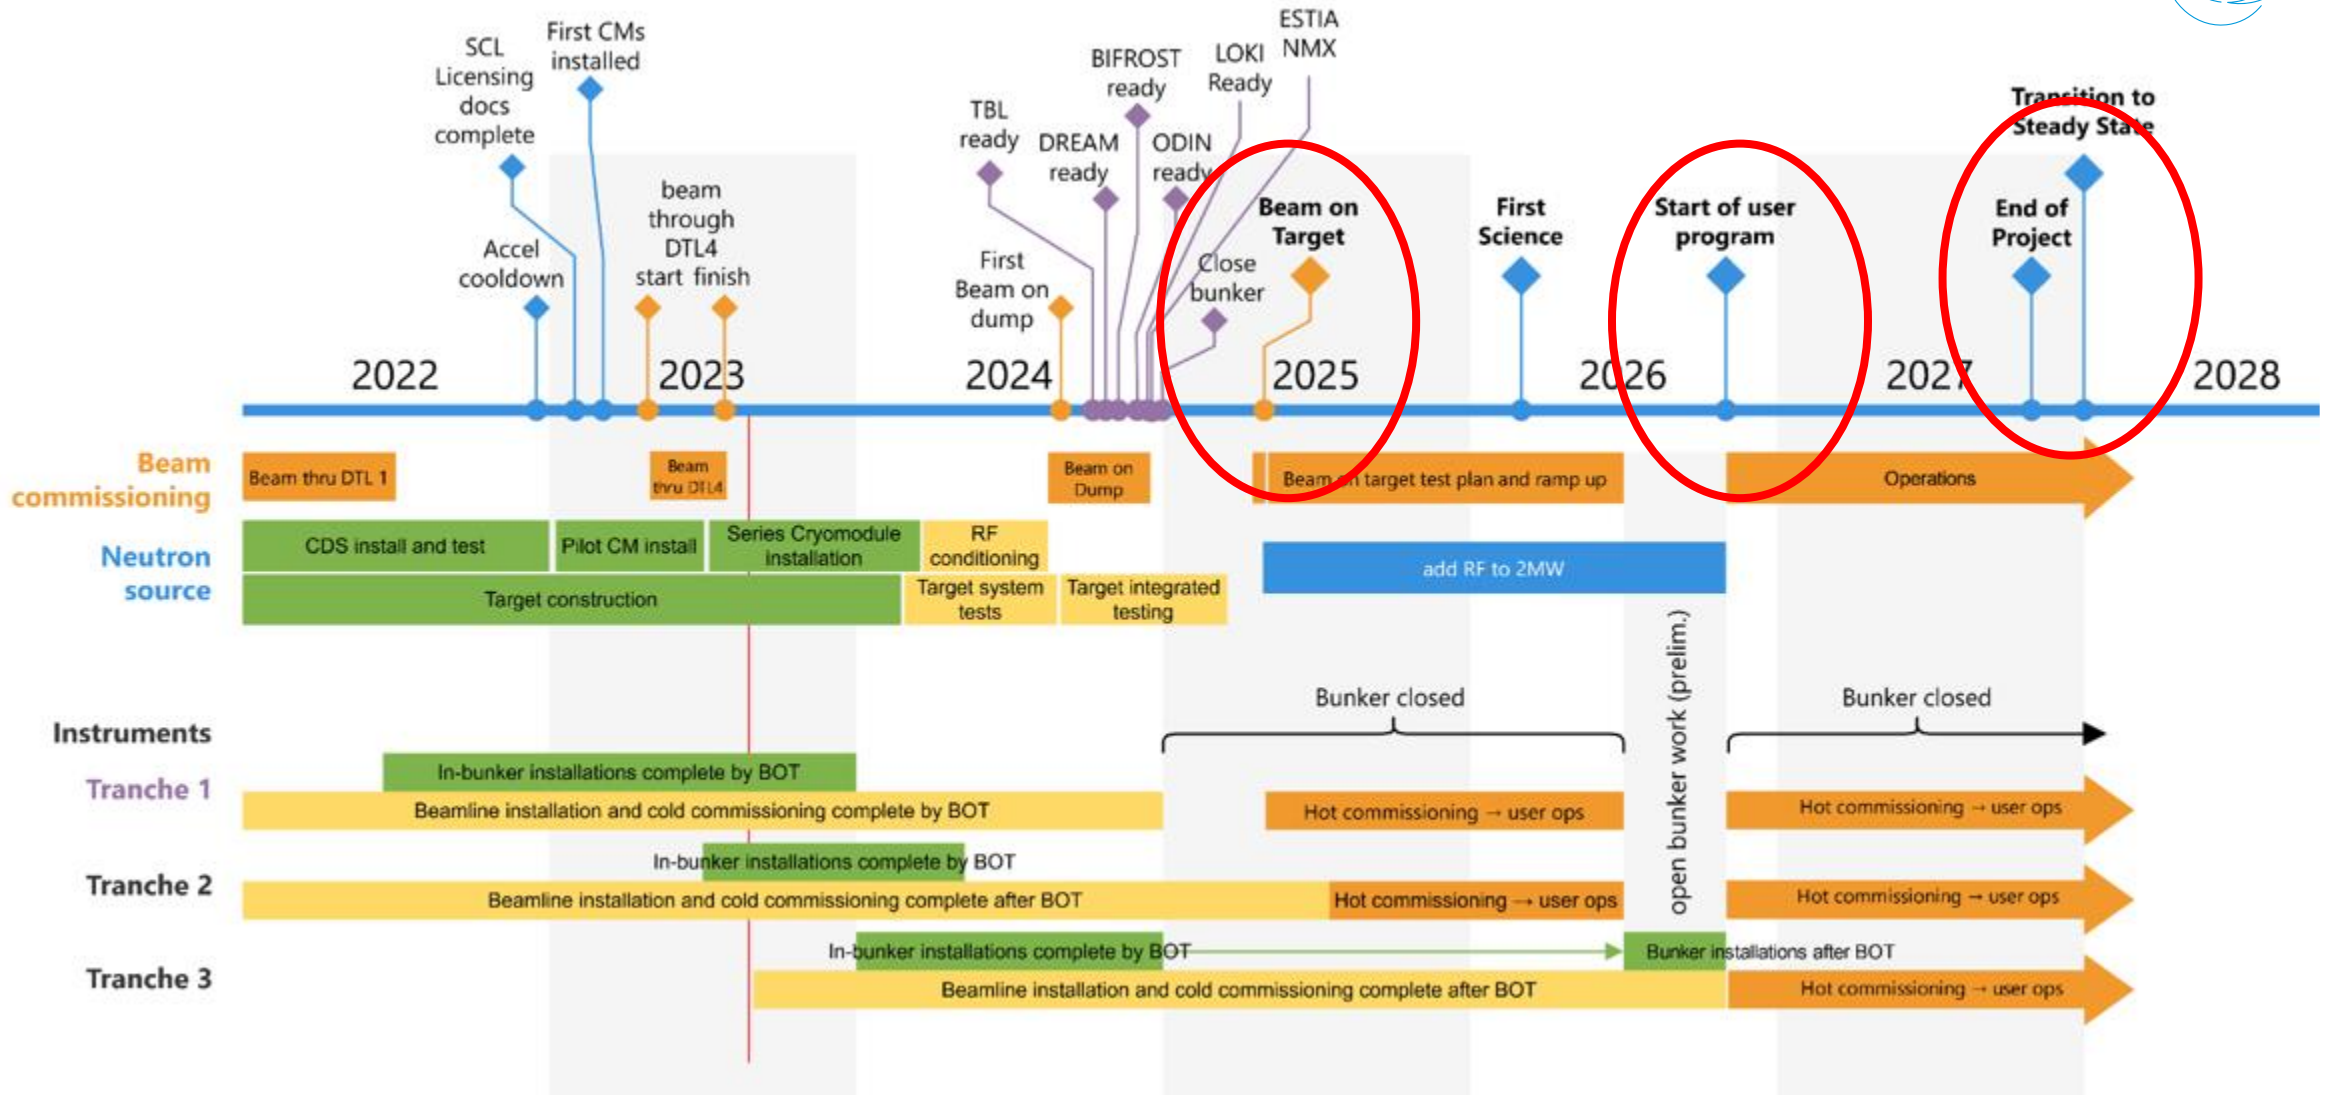 SCL
Licensing
docs
complete
First CMs
installed
Accel
cooldown
beam
through
DTL4
start finish
TBL
ready
First
Beam on
dump
DREAM
ready
BIFROST
ready
ODIN
ready
LOKI
Ready
ESTIA
NMX
Close
bunker
Beam on
Target
First
Science
Start of user
program
End of
Project
Transition to
Steady State
2022
2023
2024
2025
2026
2027
2028
Beam
commissioning
Beam thru DTL 1
Beam
thru DTL4
Beam on
Dump
Beam on target test plan and ramp up
Operations
Neutron
source
CDS install and test
Pilot CM install
Series Cryomodule
installation
RF
conditioning
add RF to 2MW
Target construction
Target system
tests
Target integrated
testing
open bunker work (prelim.)
Bunker closed
Bunker closed
Instruments
Tranche 1
In-bunker installations complete by BOT
Beamline installation and cold commissioning complete by BOT
Hot commissioning → user ops
Hot commissioning → user ops
Tranche 2
In-bunker installations complete by BOT
Beamline installation and cold commissioning complete after BOT
Hot commissioning → user ops
Hot commissioning → user ops
Tranche 3
In-bunker installations complete by BOT
Bunker installations after BOT
Beamline installation and cold commissioning complete after BOT
Hot commissioning → user ops